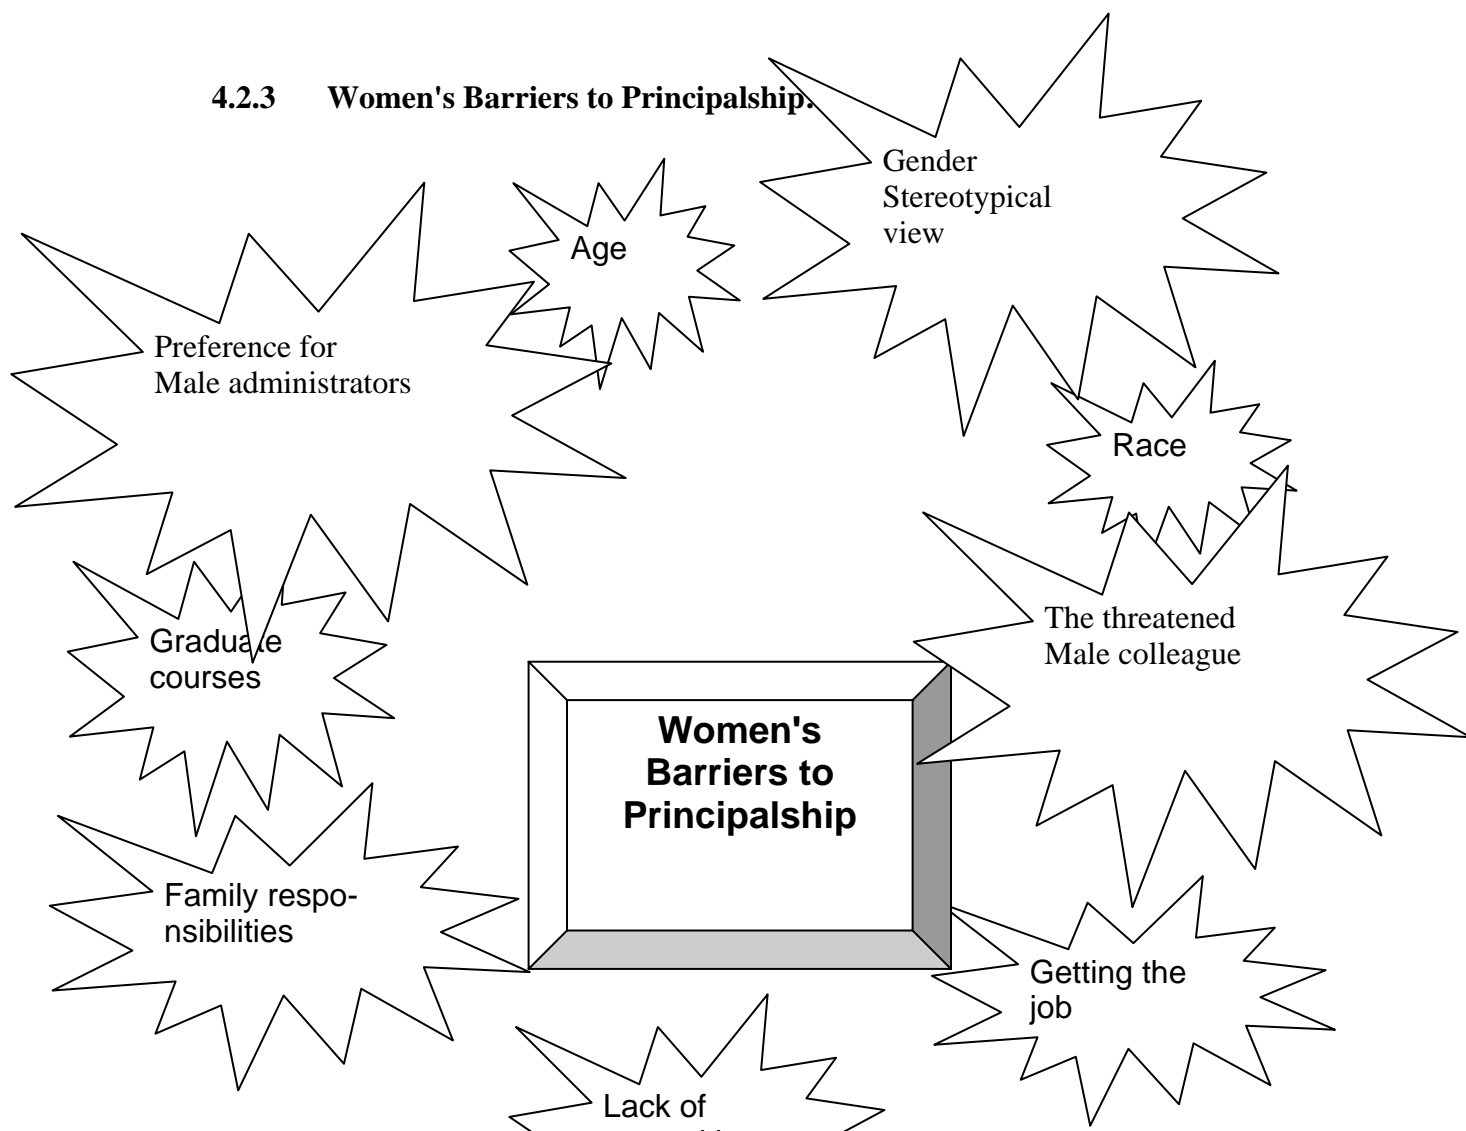 4.2.3 Women's Barriers to Principalship.
Gender
Stereotypical
view
Age
Preference for
Male administrators
Race
The threatened
Male colleague
Graduate
courses
Women's
Barriers to
Principalship
Family respo-
nsibilities
Getting the
job
Lack of